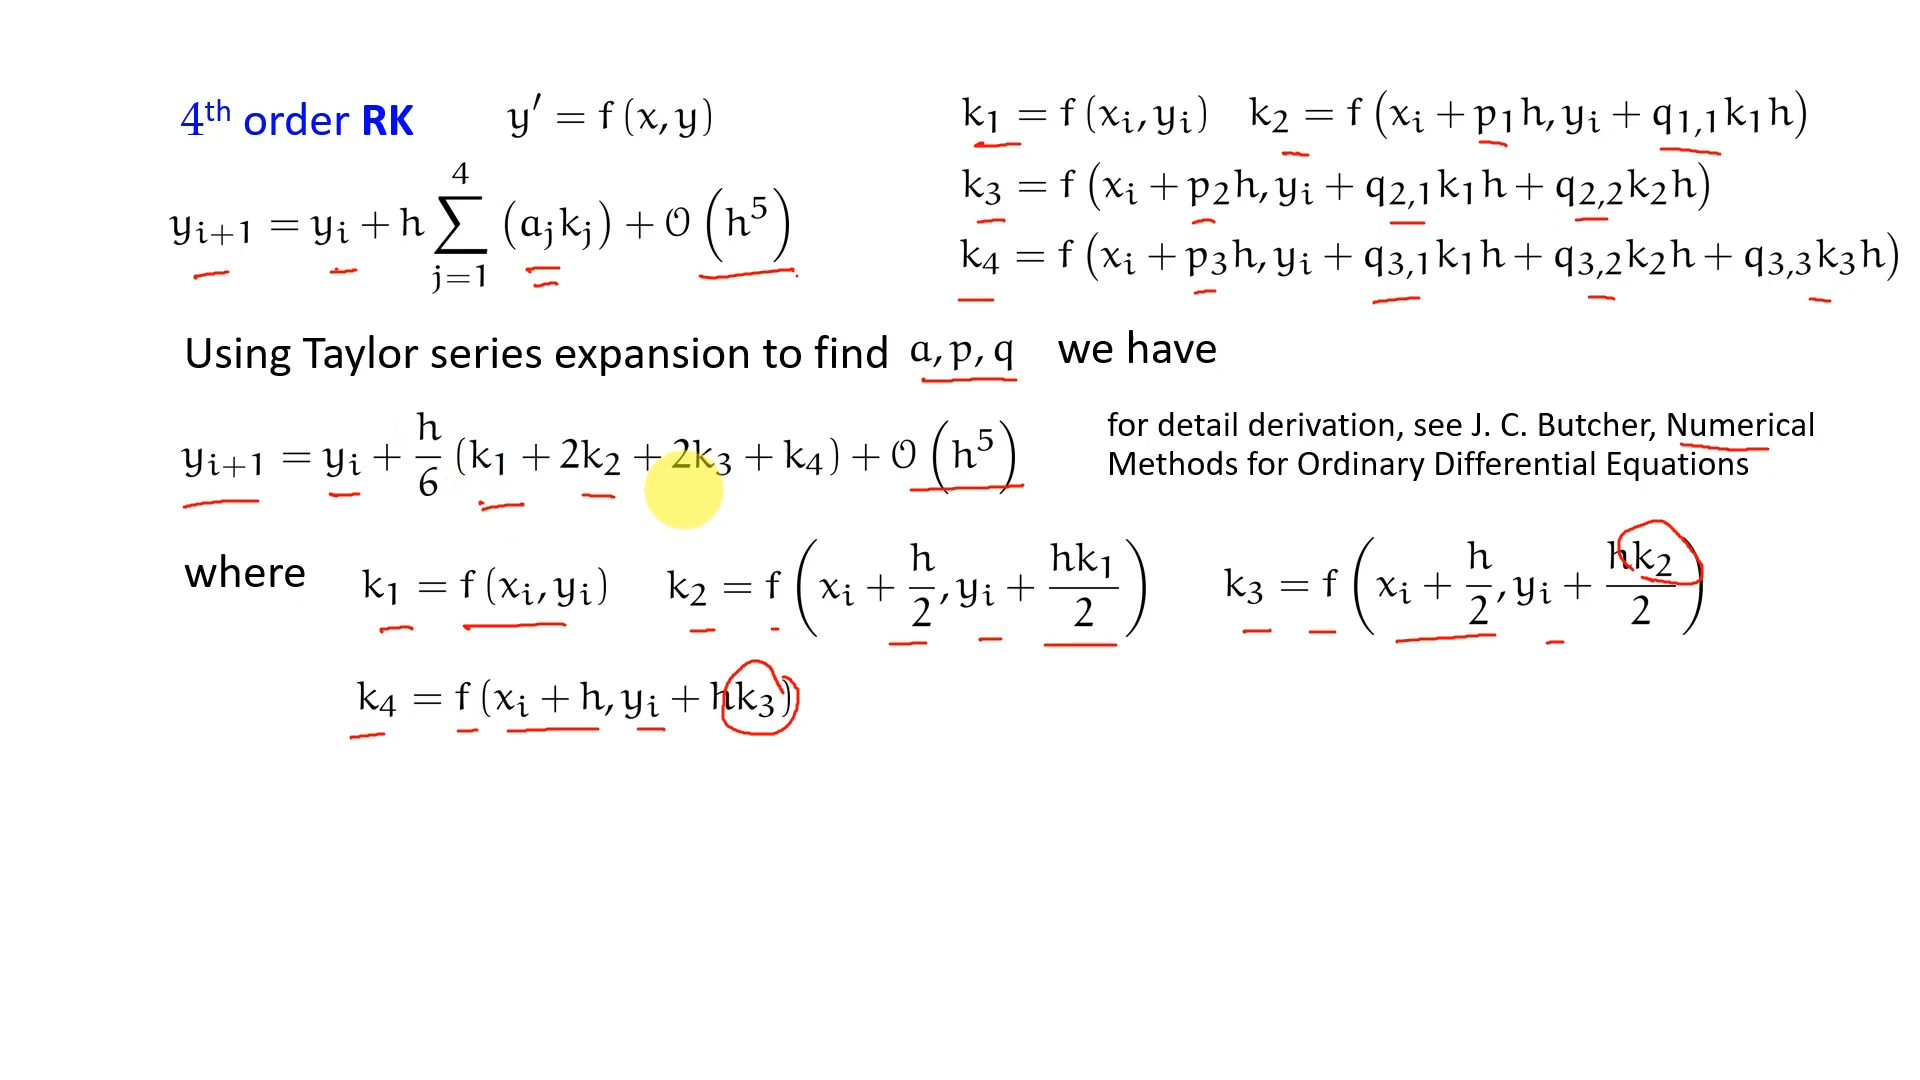 4th order RK y′ = f (x, y)
yᵢ₊₁ = yᵢ + h ∑_{j=1}^{4} (aⱼkⱼ) + O (h⁵)
k₁ = f (xᵢ, yᵢ) k₂ = f (xᵢ + p₁h, yᵢ + q₁,₁k₁h)
k₃ = f (xᵢ + p₂h, yᵢ + q₂,₁k₁h + q₂,₂k₂h)
k₄ = f (xᵢ + p₃h, yᵢ + q₃,₁k₁h + q₃,₂k₂h + q₃,₃k₃h)
Using Taylor series expansion to find a, p, q we have
yᵢ₊₁ = yᵢ + h/6 (k₁ + 2k₂ + 2k₃ + k₄) + O (h⁵)
for detail derivation, see J. C. Butcher, Numerical
Methods for Ordinary Differential Equations
where k₁ = f (xᵢ, yᵢ) k₂ = f (xᵢ + h/2, yᵢ + hk₁/2) k₃ = f (xᵢ + h/2, yᵢ + hk₂/2)
k₄ = f (xᵢ + h, yᵢ + hk₃)